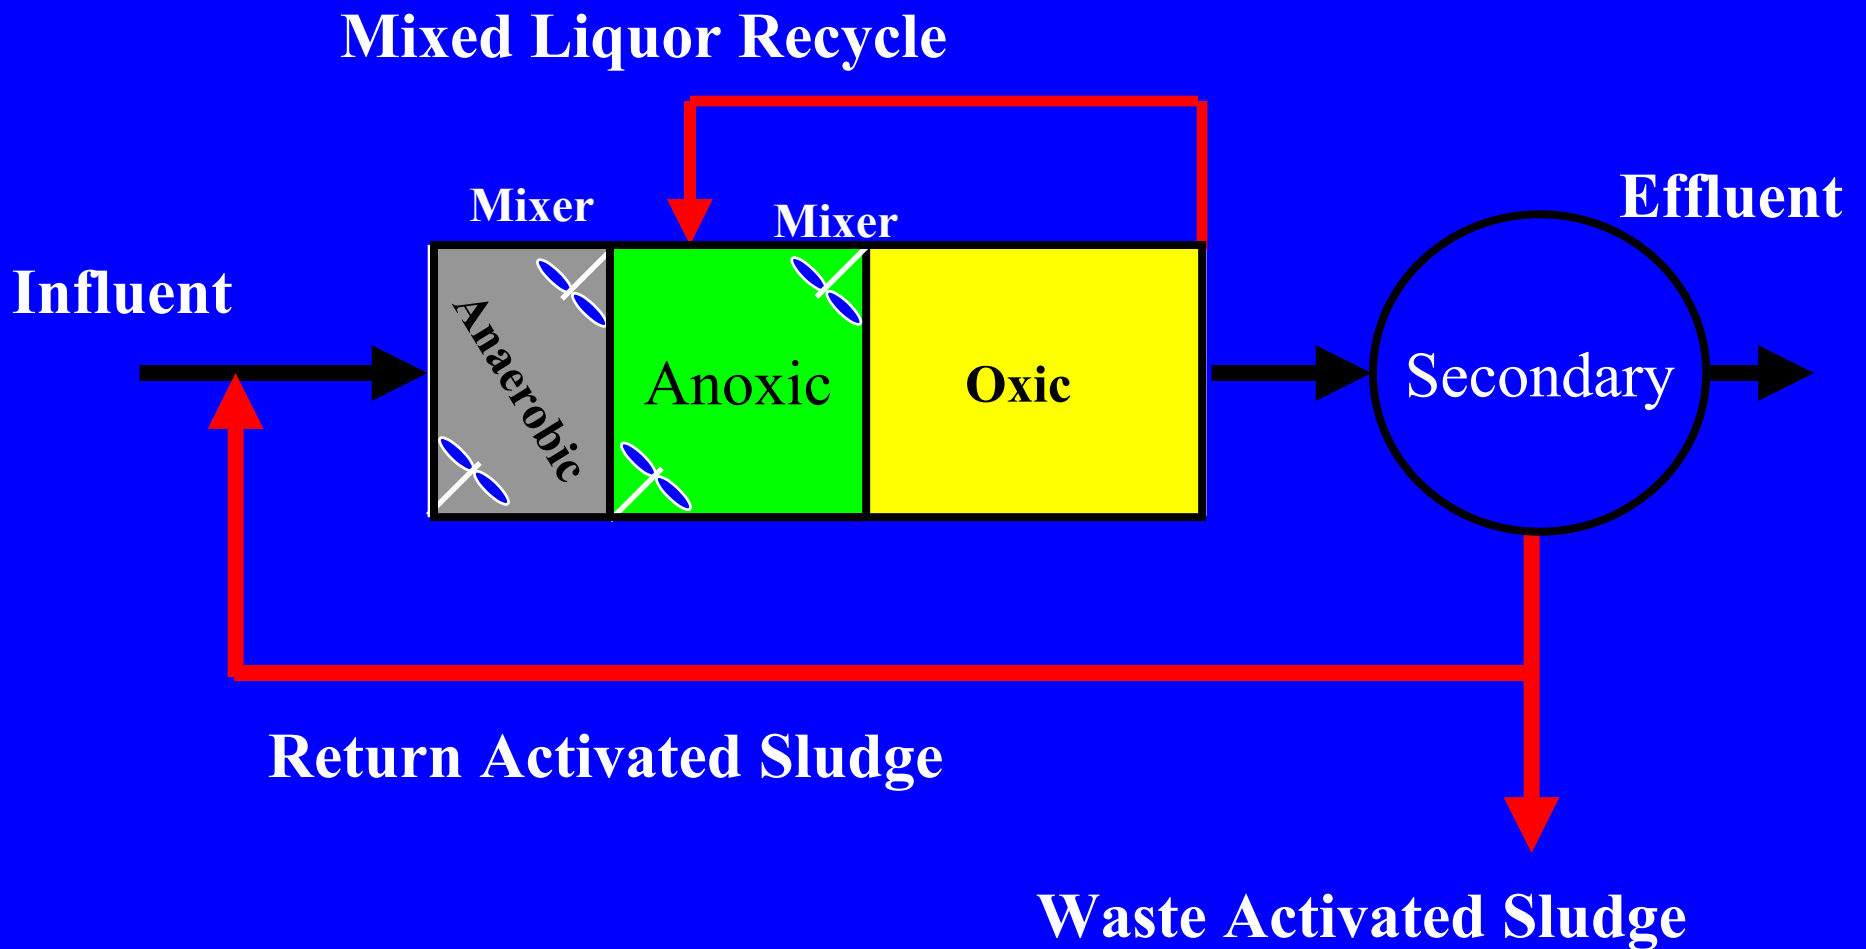 Mixed Liquor Recycle
Mixer
Mixer
Effluent
Influent
Anaerobic
Anoxic
Oxic
Secondary
Return Activated Sludge
Waste Activated Sludge